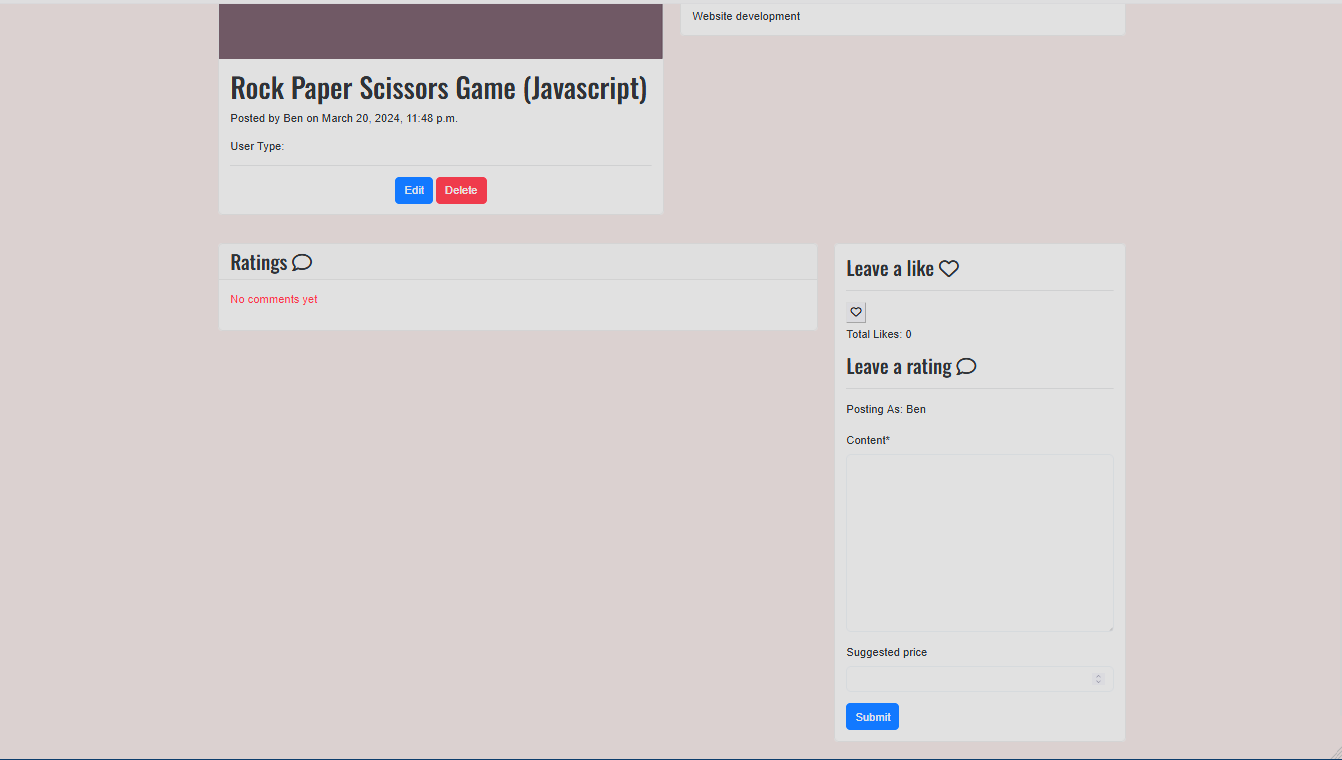 Website development
Rock Paper Scissors Game (Javascript)
Posted by Ben on March 20, 2024, 11:48 p.m.
User Type:
Edit Delete
Ratings
No comments yet
Leave a like
Total Likes: 0
Leave a rating
Posting As: Ben
Content*
Suggested price
Submit